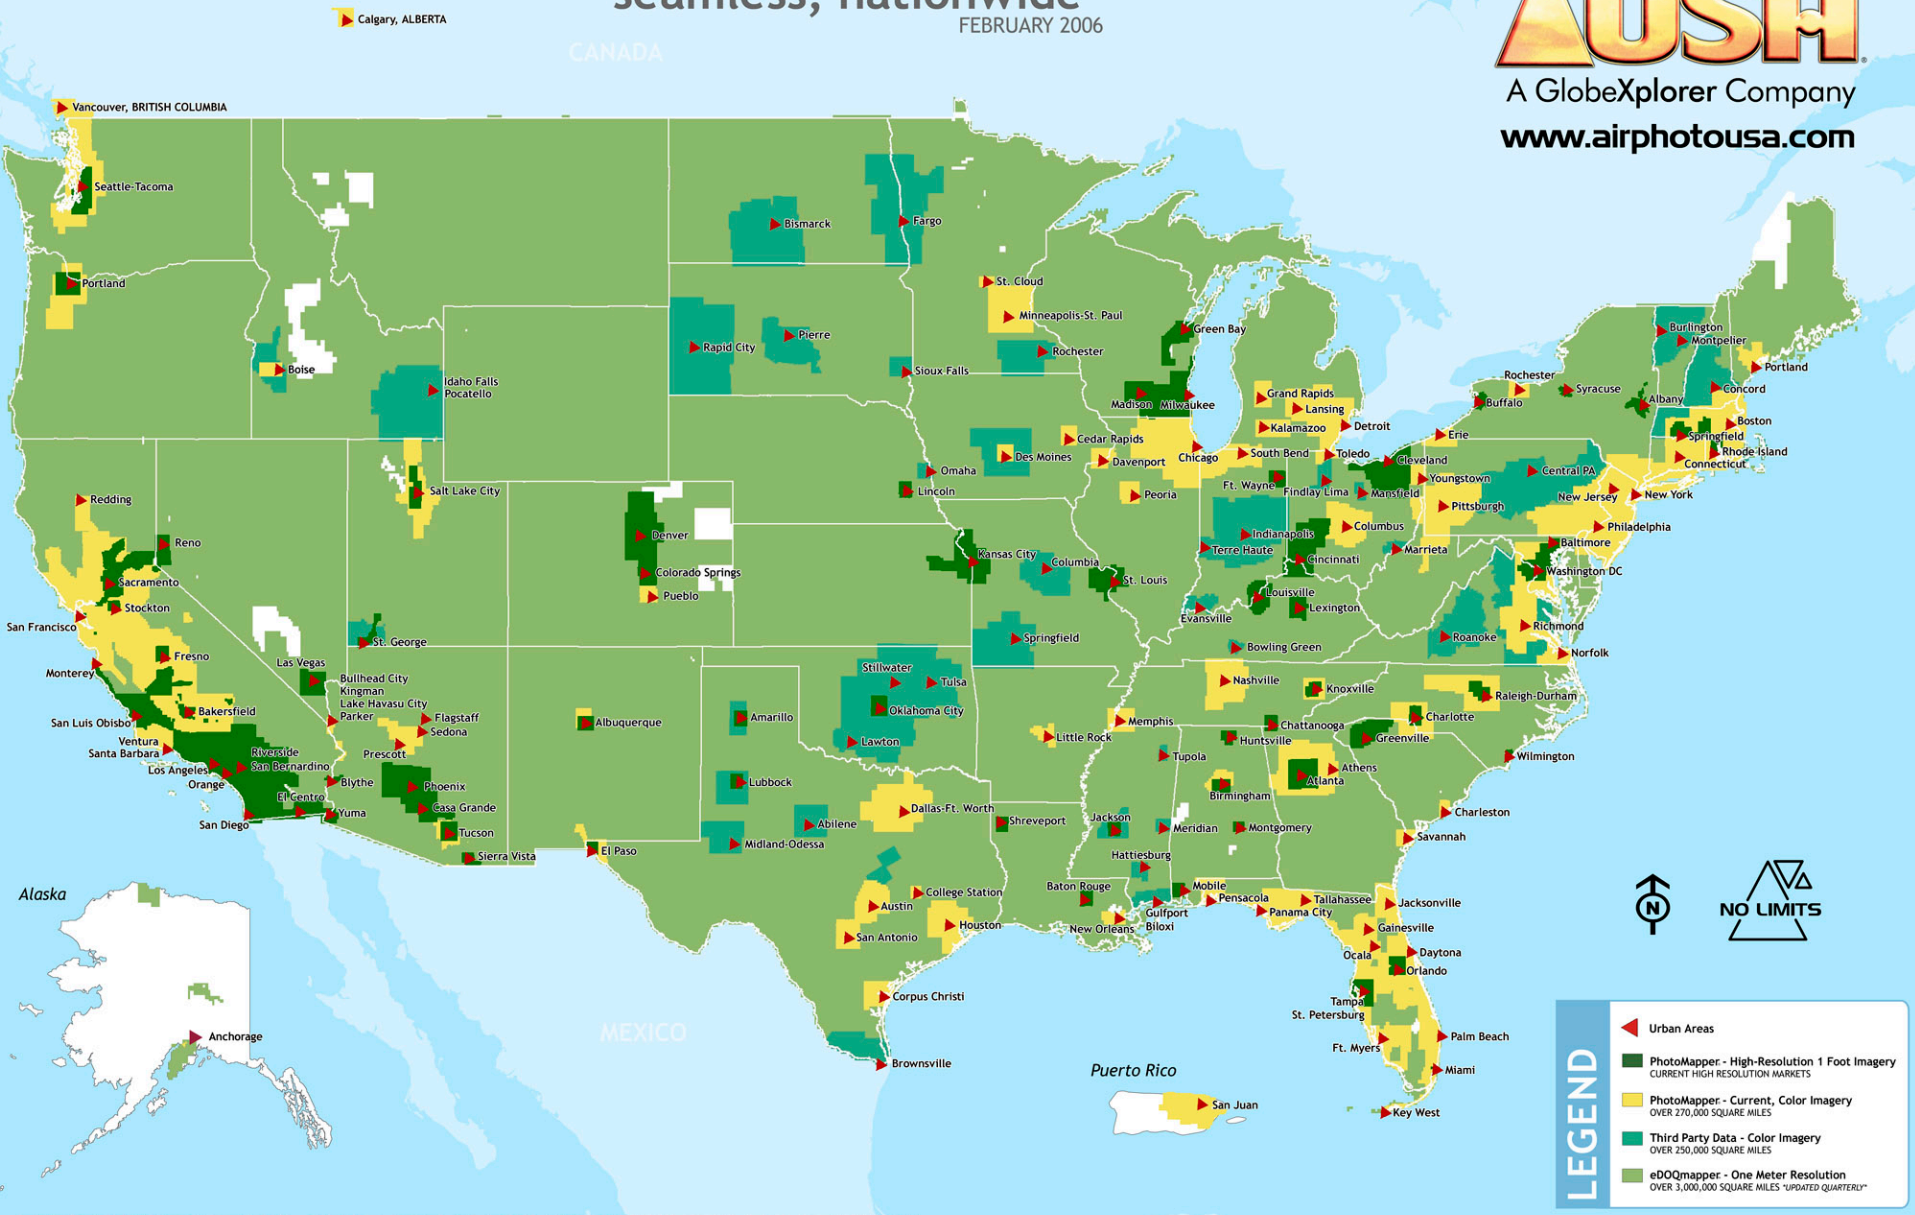 seamless, nationwide
FEBRUARY 2006
AUSA
A GlobeXplorer Company
www.airphotousa.com
CANADA
Calgary, ALBERTA
Vancouver, BRITISH COLUMBIA
Seattle-Tacoma
Portland
Boise
Idaho Falls
Pocatello
Bismarck
Fargo
Rapid City
Pierre
Sioux Falls
St. Cloud
Minneapolis-St. Paul
Rochester
Green Bay
Madison
Milwaukee
Grand Rapids
Lansing
Kalamazoo
Detroit
Rochester
Syracuse
Buffalo
Albany
Burlington
Montpelier
Portland
Concord
Boston
Springfield
Rhode Island
Connecticut
Erie
Cleveland
Youngstown
Pittsburgh
Central PA
New Jersey
New York
Philadelphia
Baltimore
Washington DC
Cedar Rapids
Des Moines
Davenport
Chicago
South Bend
Toledo
Ft. Wayne
Findlay Lima
Mansfield
Peoria
Omaha
Lincoln
Salt Lake City
Redding
Reno
Sacramento
Stockton
San Francisco
Monterey
Fresno
Las Vegas
St. George
Denver
Colorado Springs
Pueblo
Kansas City
Columbia
St. Louis
Springfield
Indianapolis
Terre Haute
Columbus
Marrieta
Cincinnati
Louisville
Lexington
Evansville
Bowling Green
Roanoke
Richmond
Norfolk
Bullhead City
Kingman
Lake Havasu City
Parker
Bakersfield
San Luis Obisbo
Ventura
Santa Barbara
Los Angeles
Riverside
San Bernardino
Orange
El Centro
San Diego
Blythe
Yuma
Flagstaff
Sedona
Prescott
Phoenix
Casa Grande
Tucson
Sierra Vista
Albuquerque
El Paso
Amarillo
Lubbock
Midland-Odessa
Abilene
Stillwater
Tulsa
Oklahoma City
Lawton
Dallas-Ft. Worth
College Station
Austin
San Antonio
Houston
Corpus Christi
Brownsville
Shreveport
Little Rock
Memphis
Nashville
Knoxville
Chattanooga
Huntsville
Tupola
Birmingham
Atlanta
Athens
Greenville
Charlotte
Raleigh-Durham
Wilmington
Charleston
Savannah
Jackson
Meridian
Montgomery
Hattiesburg
Baton Rouge
New Orleans
Gulfport
Biloxi
Mobile
Pensacola
Panama City
Tallahassee
Jacksonville
Gainesville
Ocala
Daytona
Orlando
Tampa
St. Petersburg
Ft. Myers
Palm Beach
Miami
Key West
MEXICO
Alaska
Anchorage
Puerto Rico
San Juan
N
NO LIMITS
LEGEND
Urban Areas
PhotoMapper - High-Resolution 1 Foot Imagery
CURRENT HIGH RESOLUTION MARKETS
PhotoMapper - Current, Color Imagery
OVER 270,000 SQUARE MILES
Third Party Data - Color Imagery
OVER 250,000 SQUARE MILES
eDOQmapper - One Meter Resolution
OVER 3,000,000 SQUARE MILES *UPDATED QUARTERLY*